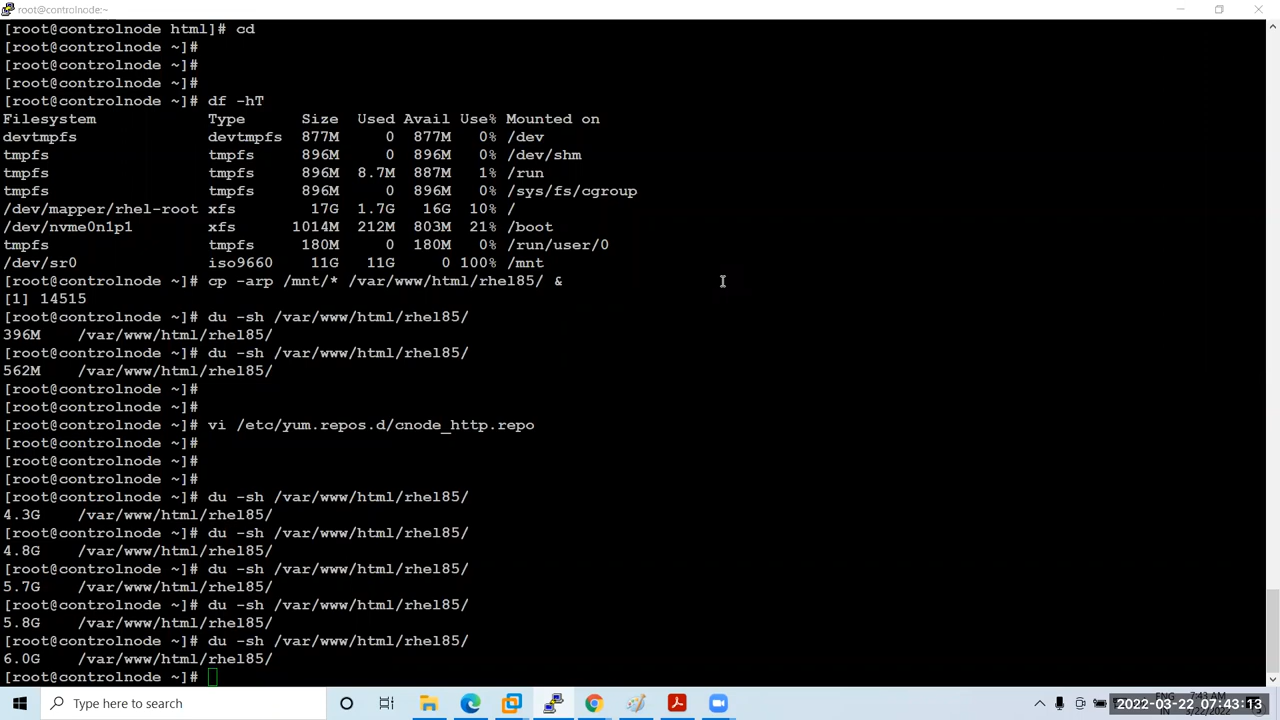 root@controlnode:~
[root@controlnode html]# cd
[root@controlnode ~]#
[root@controlnode ~]#
[root@controlnode ~]#
[root@controlnode ~]# df -hT
Filesystem Type Size Used Avail Use% Mounted on
devtmpfs devtmpfs 877M 0 877M 0% /dev
tmpfs tmpfs 896M 0 896M 0% /dev/shm
tmpfs tmpfs 896M 8.7M 887M 1% /run
tmpfs tmpfs 896M 0 896M 0% /sys/fs/cgroup
/dev/mapper/rhel-root xfs 17G 1.7G 16G 10% /
/dev/nvme0n1p1 xfs 1014M 212M 803M 21% /boot
tmpfs tmpfs 180M 0 180M 0% /run/user/0
/dev/sr0 iso9660 11G 11G 0 100% /mnt
[root@controlnode ~]# cp -arp /mnt/* /var/www/html/rhel85/ &
[1] 14515
[root@controlnode ~]# du -sh /var/www/html/rhel85/
396M /var/www/html/rhel85/
[root@controlnode ~]# du -sh /var/www/html/rhel85/
562M /var/www/html/rhel85/
[root@controlnode ~]#
[root@controlnode ~]#
[root@controlnode ~]# vi /etc/yum.repos.d/cnode_http.repo
[root@controlnode ~]#
[root@controlnode ~]#
[root@controlnode ~]#
[root@controlnode ~]# du -sh /var/www/html/rhel85/
4.3G /var/www/html/rhel85/
[root@controlnode ~]# du -sh /var/www/html/rhel85/
4.8G /var/www/html/rhel85/
[root@controlnode ~]# du -sh /var/www/html/rhel85/
5.7G /var/www/html/rhel85/
[root@controlnode ~]# du -sh /var/www/html/rhel85/
5.8G /var/www/html/rhel85/
[root@controlnode ~]# du -sh /var/www/html/rhel85/
6.0G /var/www/html/rhel85/
[root@controlnode ~]#
Type here to search
ENG 7:43 AM
2022-03-22 07:43:13